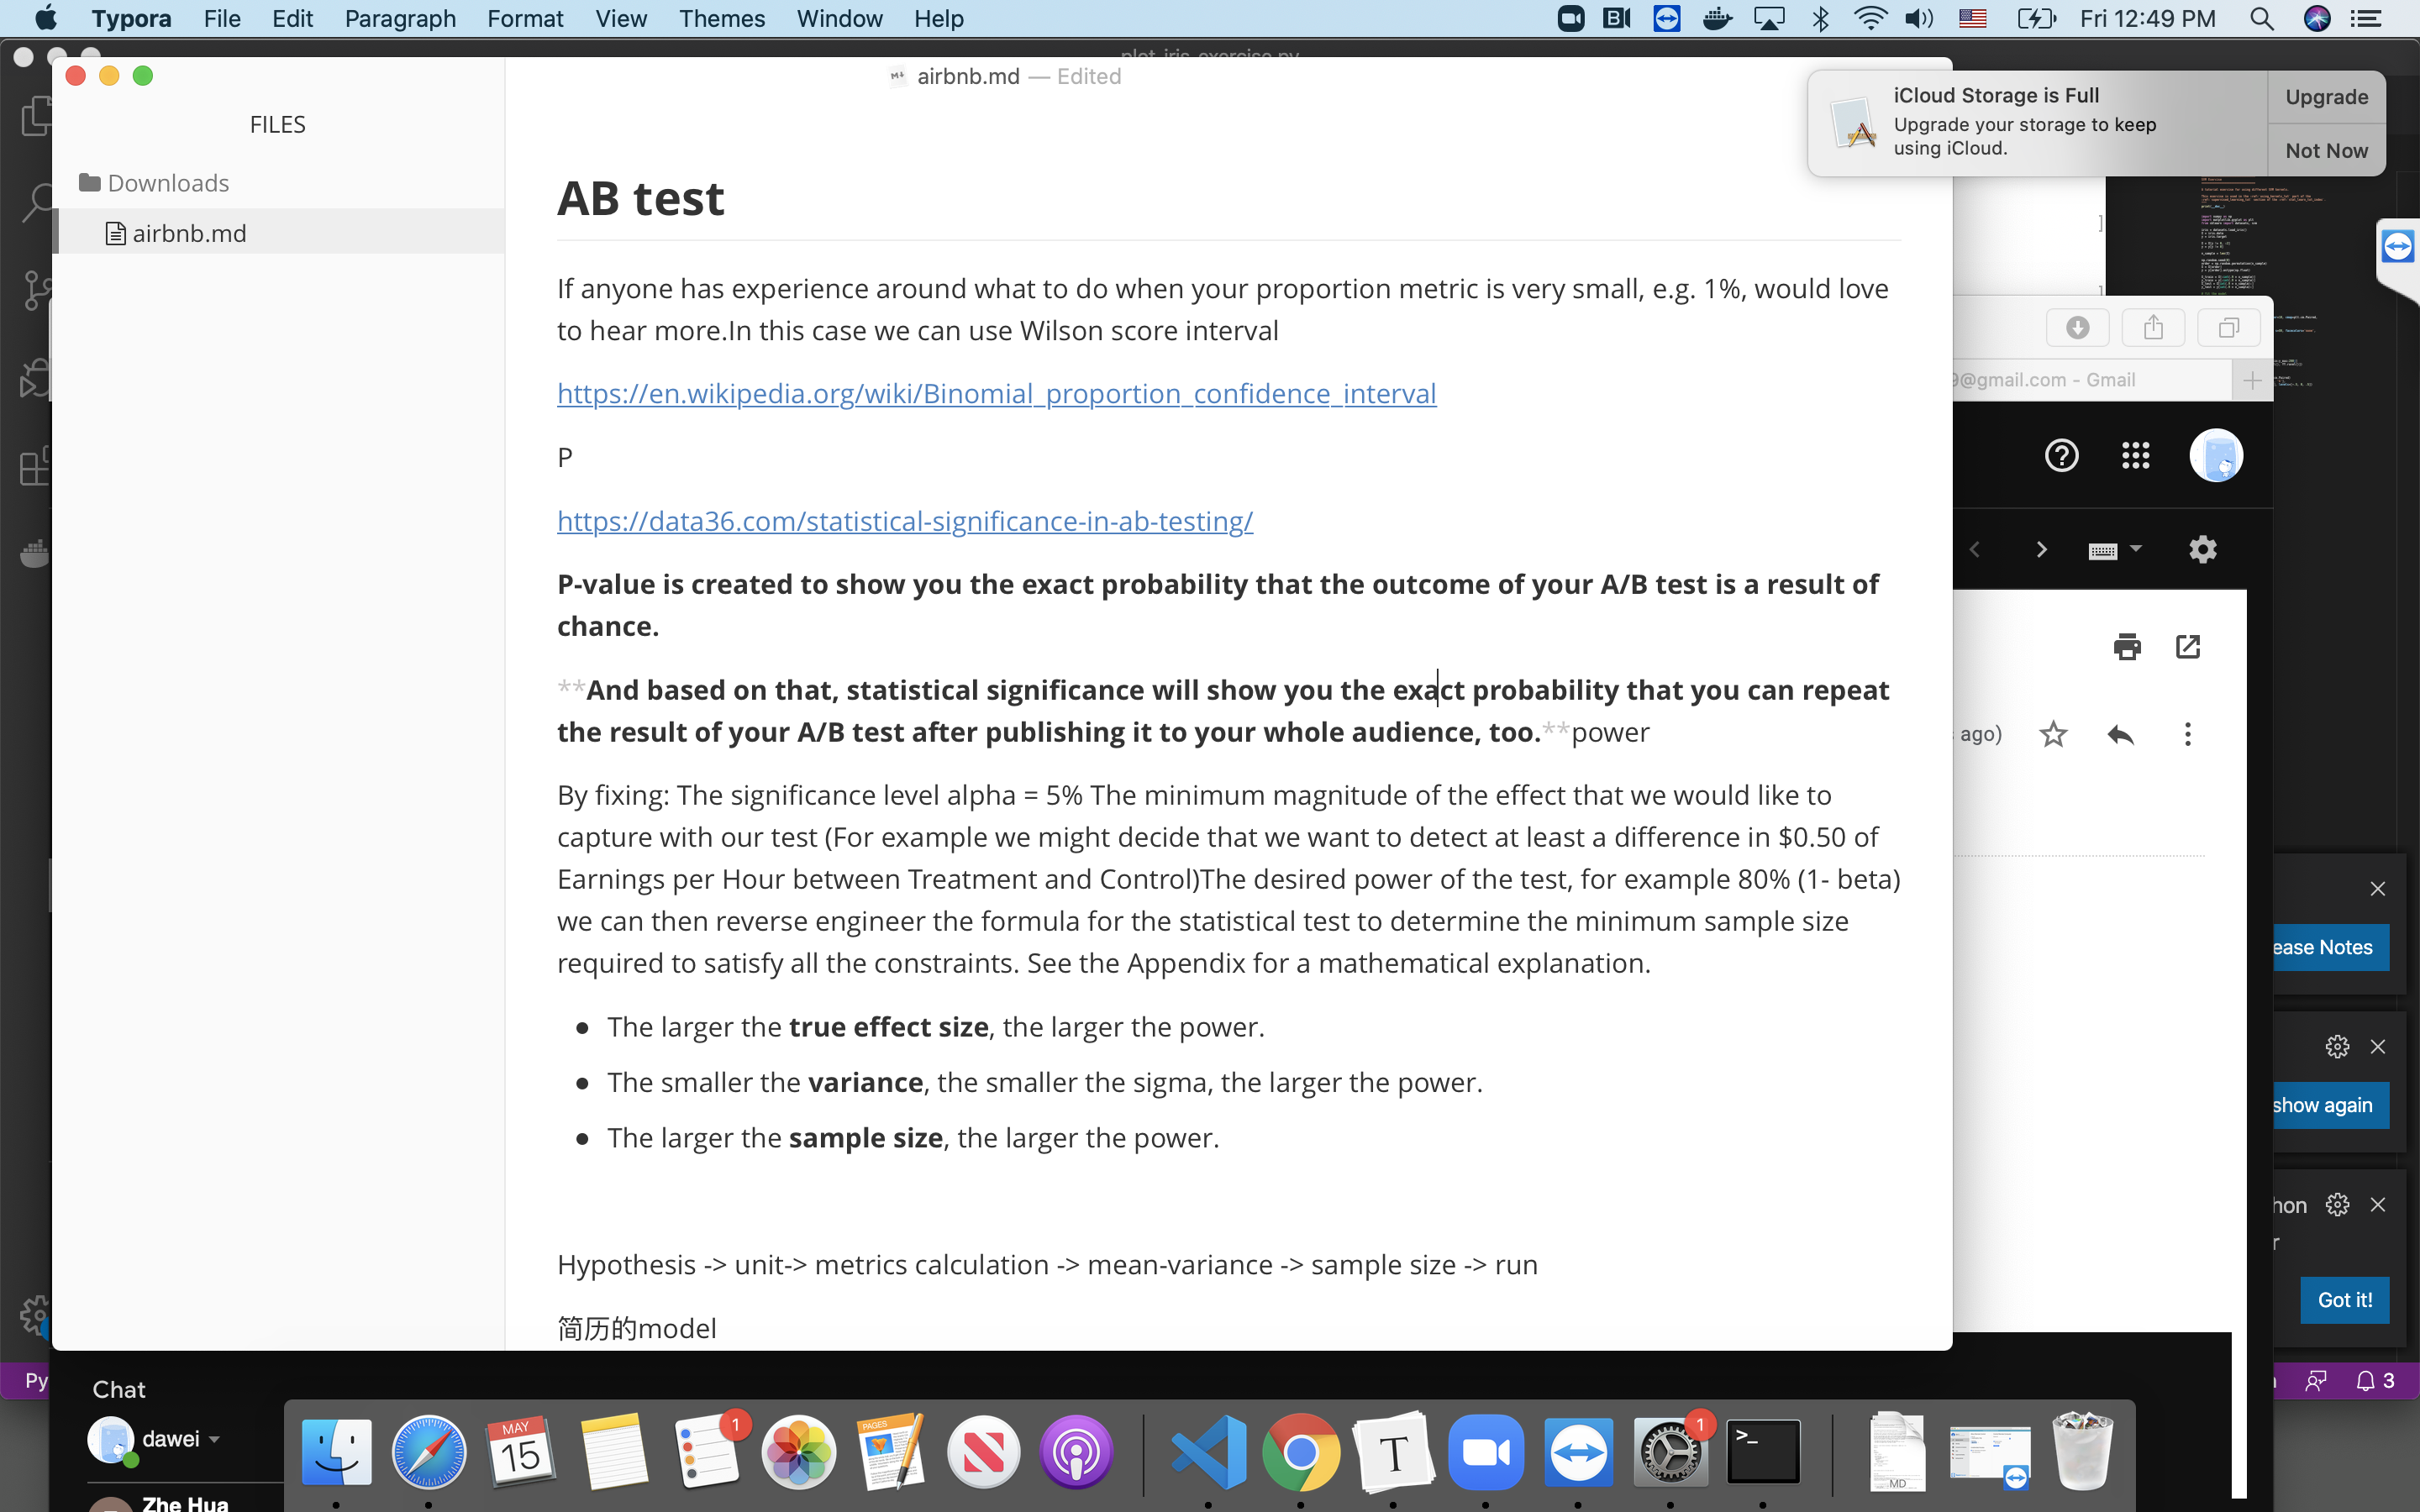 Typora File Edit Paragraph Format View Themes Window Help Fri 12:49 PM
airbnb.md — Edited
iCloud Storage is Full
Upgrade your storage to keep
using iCloud.
Upgrade
Not Now
FILES
Downloads
airbnb.md
AB test
If anyone has experience around what to do when your proportion metric is very small, e.g. 1%, would love
to hear more.In this case we can use Wilson score interval
https://en.wikipedia.org/wiki/Binomial_proportion_confidence_interval
P
https://data36.com/statistical-significance-in-ab-testing/
P-value is created to show you the exact probability that the outcome of your A/B test is a result of
chance.
**And based on that, statistical significance will show you the exact probability that you can repeat
the result of your A/B test after publishing it to your whole audience, too.**power
By fixing: The significance level alpha = 5% The minimum magnitude of the effect that we would like to
capture with our test (For example we might decide that we want to detect at least a difference in $0.50 of
Earnings per Hour between Treatment and Control)The desired power of the test, for example 80% (1- beta)
we can then reverse engineer the formula for the statistical test to determine the minimum sample size
required to satisfy all the constraints. See the Appendix for a mathematical explanation.
The larger the true effect size, the larger the power.
The smaller the variance, the smaller the sigma, the larger the power.
The larger the sample size, the larger the power.
Hypothesis -> unit-> metrics calculation -> mean-variance -> sample size -> run
简历的model
9@gmail.com - Gmail
ago)
ease Notes
show again
hon
r
Got it!
3
Py
Chat
dawei
Zhe Hua
MAY
15
1
PAGES
T
1
>_
MD